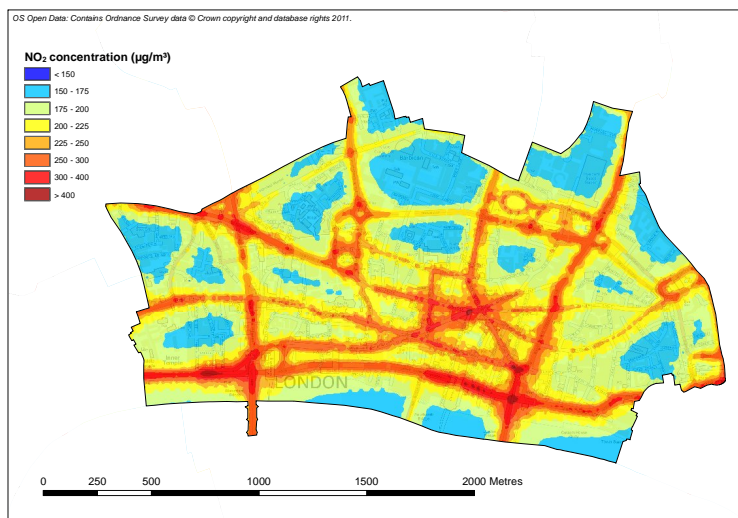 OS Open Data: Contains Ordnance Survey data © Crown copyright and database rights 2011.
NO₂ concentration (µg/m³)
< 150
150 - 175
175 - 200
200 - 225
225 - 250
250 - 300
300 - 400
> 400
Barbican
LONDON
0 250 500 1000 1500 2000 Metres